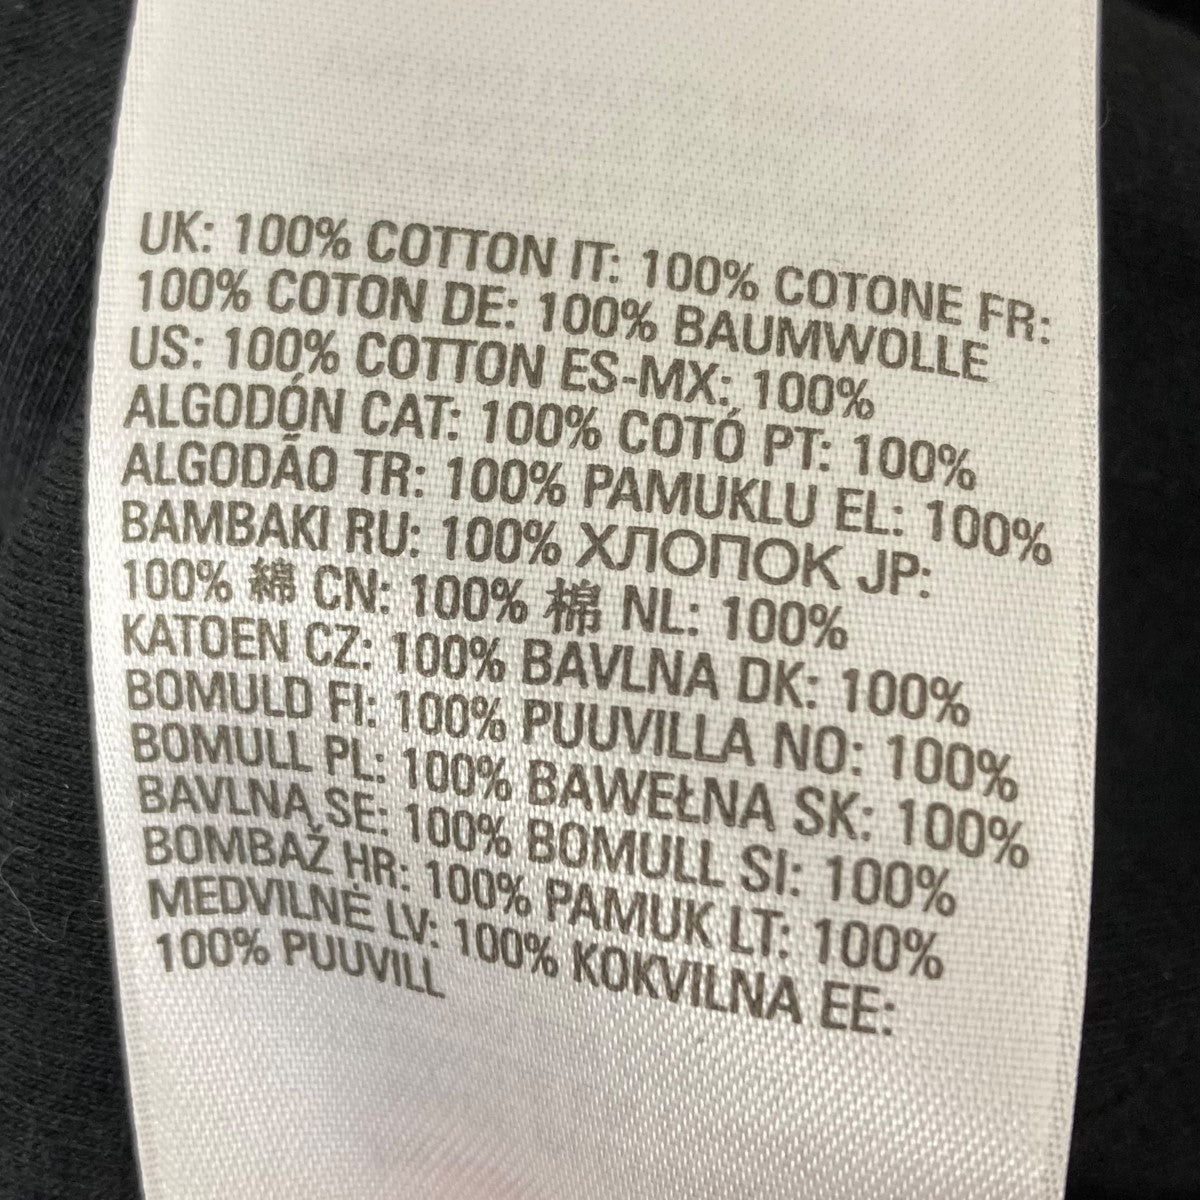 UK: 100% COTTON IT: 100% COTONE FR:
100% COTON DE: 100% BAUMWOLLE
US: 100% COTTON ES-MX: 100%
ALGODÓN CAT: 100% COTÓ PT: 100%
ALGODÃO TR: 100% PAMUKLU EL: 100%
BAMBAKI RU: 100% ХЛОПОК JP:
100% 綿 CN: 100% 棉 NL: 100%
KATOEN CZ: 100% BAVLNA DK: 100%
BOMULD FI: 100% PUUVILLA NO: 100%
BOMULL PL: 100% BAWEŁNA SK: 100%
BAVLNA SE: 100% BOMULL SI: 100%
BOMBAŽ HR: 100% PAMUK LT: 100%
MEDVILNĖ LV: 100% KOKVILNA EE:
100% PUUVILL